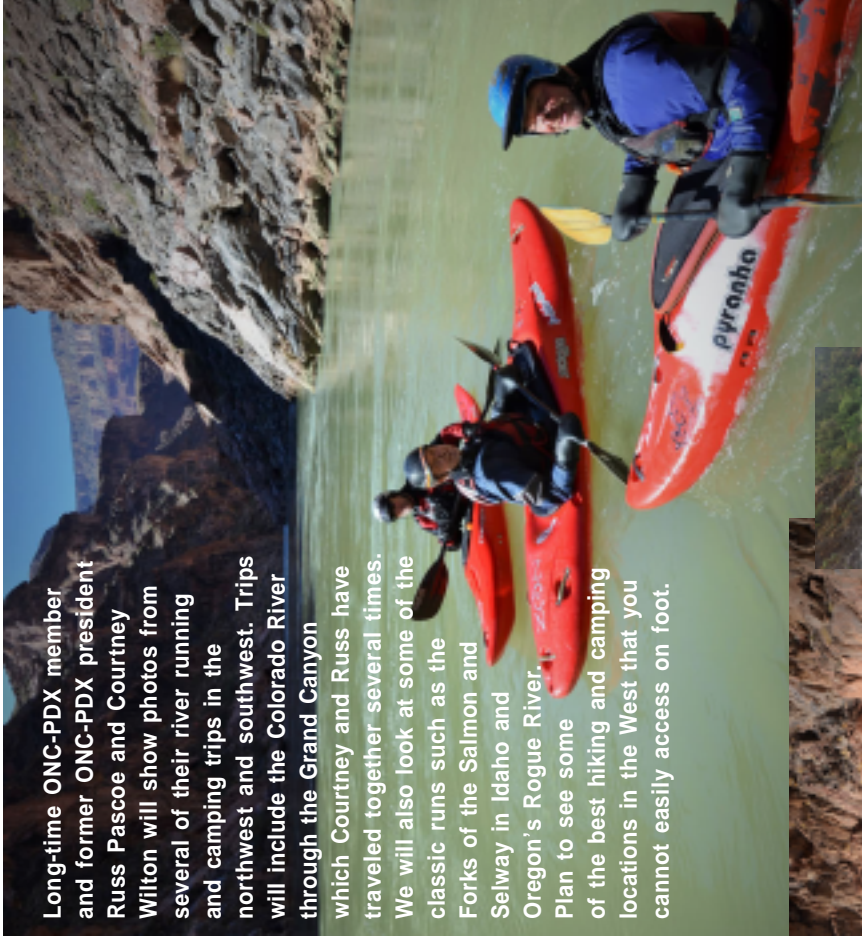 Long-time ONC-PDX member
and former ONC-PDX president
Russ Pascoe and Courtney
Wilton will show photos from
several of their river running
and camping trips in the
northwest and southwest. Trips
will include the Colorado River
through the Grand Canyon
which Courtney and Russ have
traveled together several times.
We will also look at some of the
classic runs such as the
Forks of the Salmon and
Selway in Idaho and
Oregon's Rogue River.
Plan to see some
of the best hiking and camping
locations in the West that you
cannot easily access on foot.
pyranha